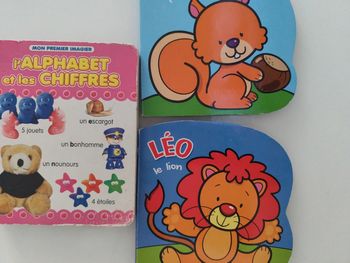 MON PREMIER IMAGIER
l'ALPHABET
et les CHIFFRES
un escargot
5 jouets
un bonhomme
un nounours
4 étoiles
LÉO
le lion